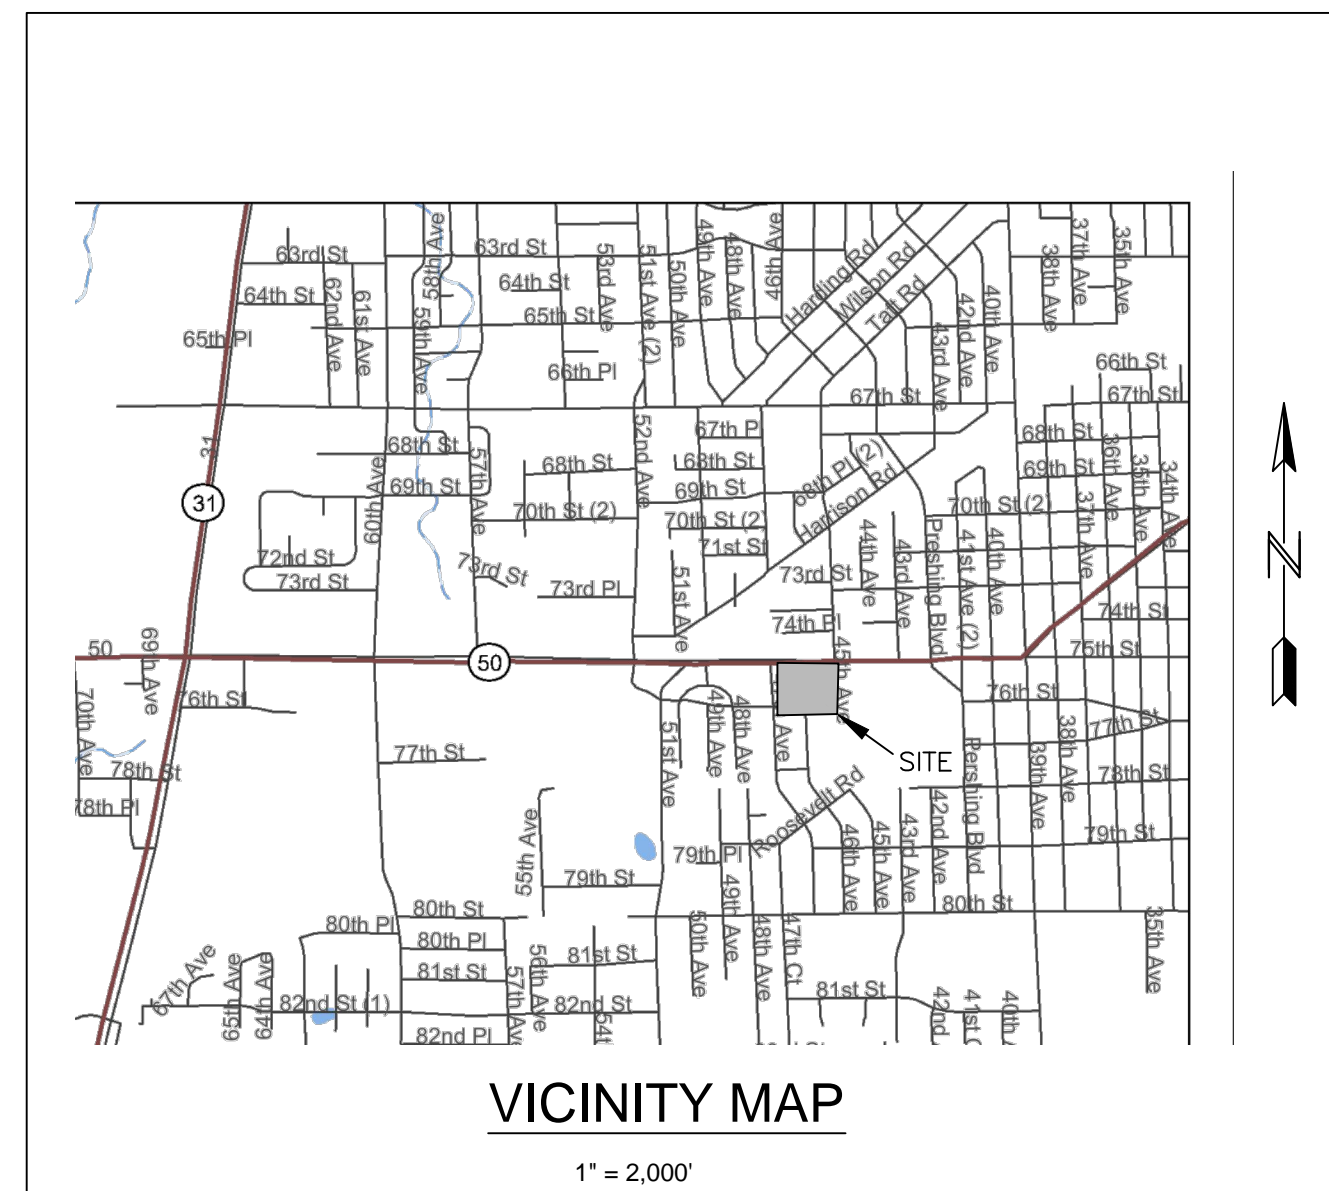 58th Ave
49th Ave
48th Ave
46th Ave
37th Ave
35th Ave
63rd St
63rd St
53rd Ave
51st Ave (2)
50th Ave
Harding Rd
Wilson Rd
Taft Rd
38th Ave
64th St
62nd Ave
61st Ave
64th St
59th Ave
65th St
42nd Ave
40th Ave
43rd Ave
65th Pl
66th Pl
66th St
67th St
67th St
52nd Ave
67th Pl
68th St
36th Ave
35th Ave
34th Ave
31
68th St
57th Ave
68th St
68th St
68th Pl (2)
69th St
60th Ave
69th St
69th St
Harrison Rd
37th Ave
31
70th St (2)
70th St (2)
70th St (2)
44th Ave
43rd Ave
Preshing Blvd
41st Ave (2)
40th Ave
71st St
72nd St
73rd St
73rd St
73rd Pl
51st Ave
73rd St
74th Pl
74th St
50
69th Ave
50
45th Ave
75th St
70th Ave
76th St
49th Ave
48th Ave
Ave
76th St
77th St
SITE
51st Ave
77th St
Pershing Blvd
39th Ave
38th Ave
78th St
78th St
78th Pl
Roosevelt Rd
55th Ave
46th Ave
45th Ave
43rd Ave
42nd Ave
79th St
79th Pl
79th St
49th Ave
80th St
80th St
80th Pl
80th Pl
50th Ave
48th Ave
47th Ct
35th Ave
67th Ave
65th Ave
64th Ave
81st St
57th Ave
56th Ave
81st St
81st St
82nd St (1)
82nd St
82nd Pl
54t
42nd
41st
40th
N
VICINITY MAP
1" = 2,000'